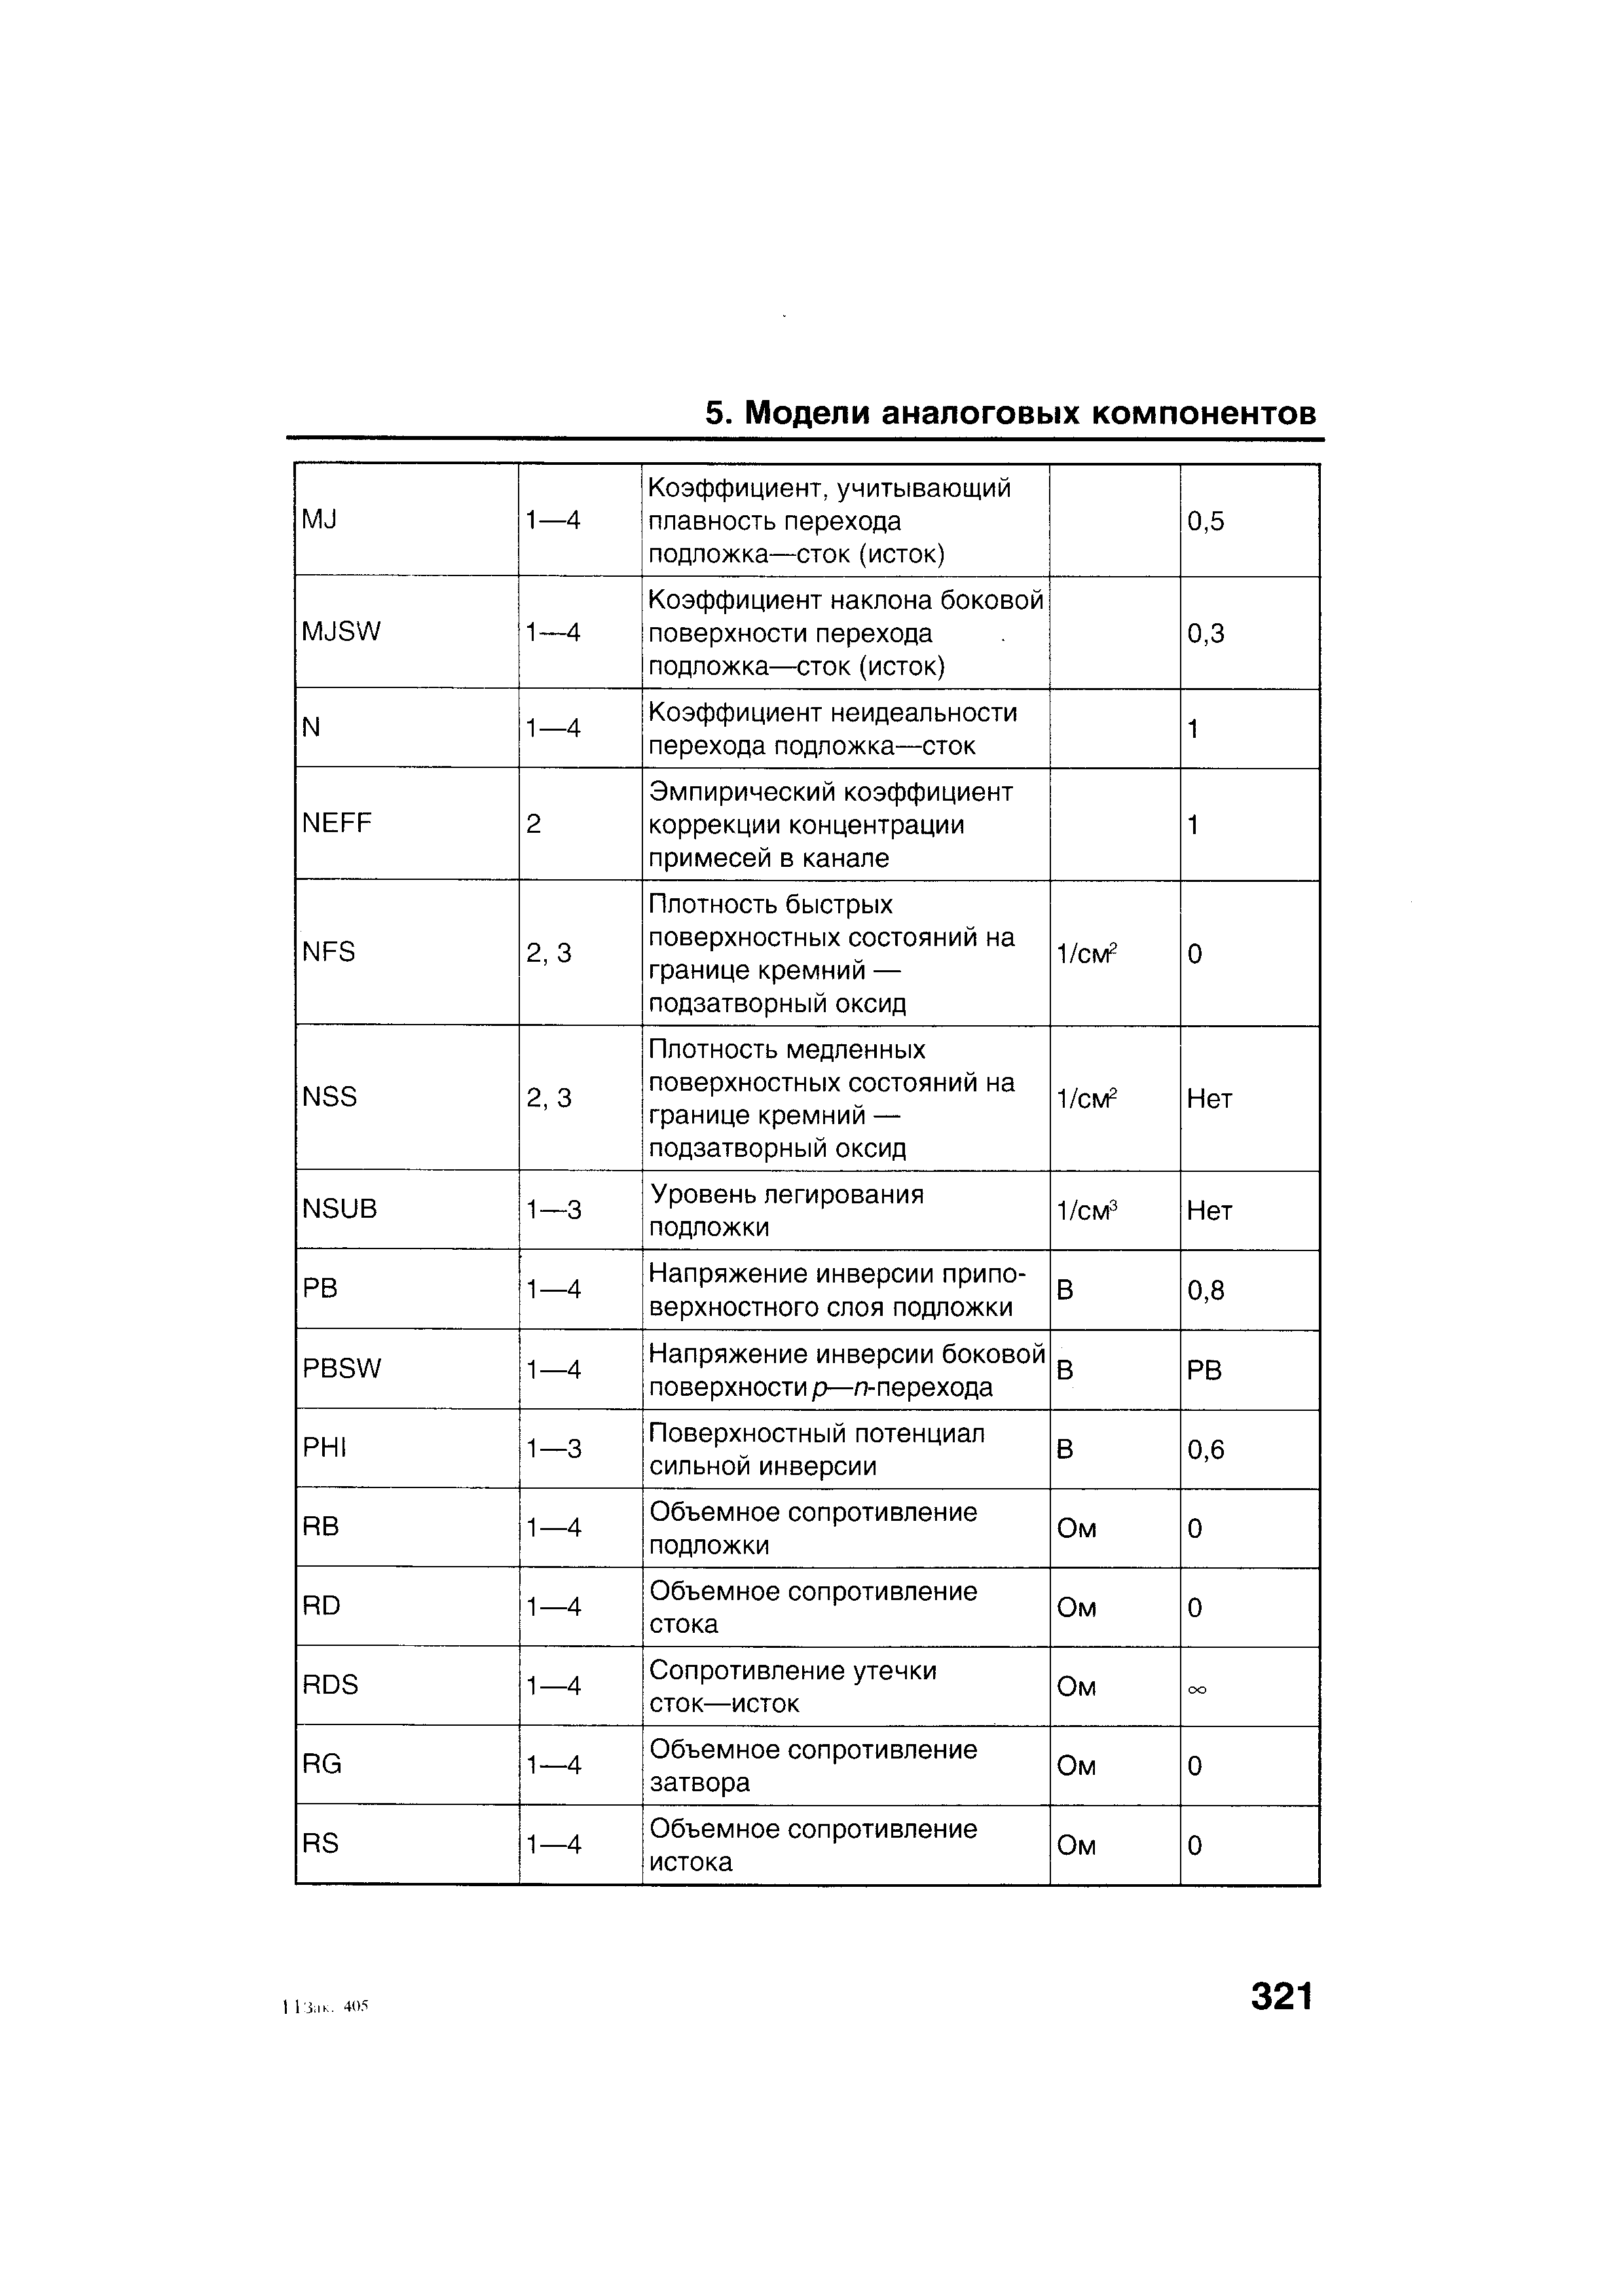 5. Модели аналоговых компонентов
MJ
1—4
Коэффициент, учитывающий
плавность перехода
подложка—сток (исток)
0,5
MJSW
1—4
Коэффициент наклона боковой
поверхности перехода
подложка—сток (исток)
0,3
N
1—4
Коэффициент неидеальности
перехода подложка—сток
1
NEFF
2
Эмпирический коэффициент
коррекции концентрации
примесей в канале
1
NFS
2, 3
Плотность быстрых
поверхностных состояний на
границе кремний —
подзатворный оксид
1/см²
0
NSS
2, 3
Плотность медленных
поверхностных состояний на
границе кремний —
подзатворный оксид
1/см²
Нет
NSUB
1—3
Уровень легирования
подложки
1/см³
Нет
PB
1—4
Напряжение инверсии припо-
верхностного слоя подложки
В
0,8
PBSW
1—4
Напряжение инверсии боковой
поверхности p—n-перехода
В
PB
PHI
1—3
Поверхностный потенциал
сильной инверсии
В
0,6
RB
1—4
Объемное сопротивление
подложки
Ом
0
RD
1—4
Объемное сопротивление
стока
Ом
0
RDS
1—4
Сопротивление утечки
сток—исток
Ом
∞
RG
1—4
Объемное сопротивление
затвора
Ом
0
RS
1—4
Объемное сопротивление
истока
Ом
0
11 Зак. 405
321